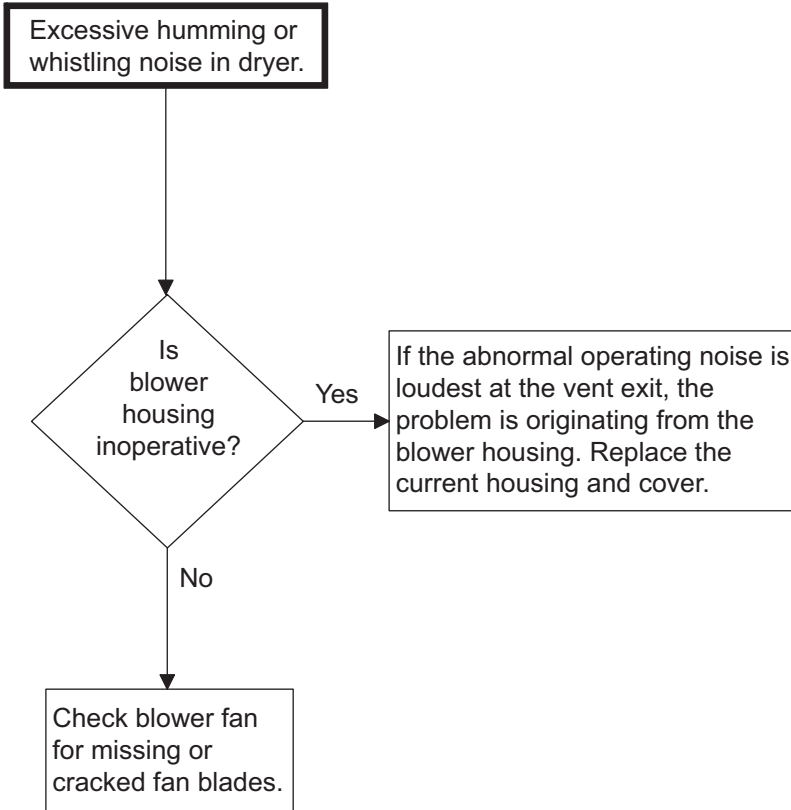 Excessive humming or
whistling noise in dryer.
Is
blower
housing
inoperative?
Yes
If the abnormal operating noise is
loudest at the vent exit, the
problem is originating from the
blower housing. Replace the
current housing and cover.
No
Check blower fan
for missing or
cracked fan blades.